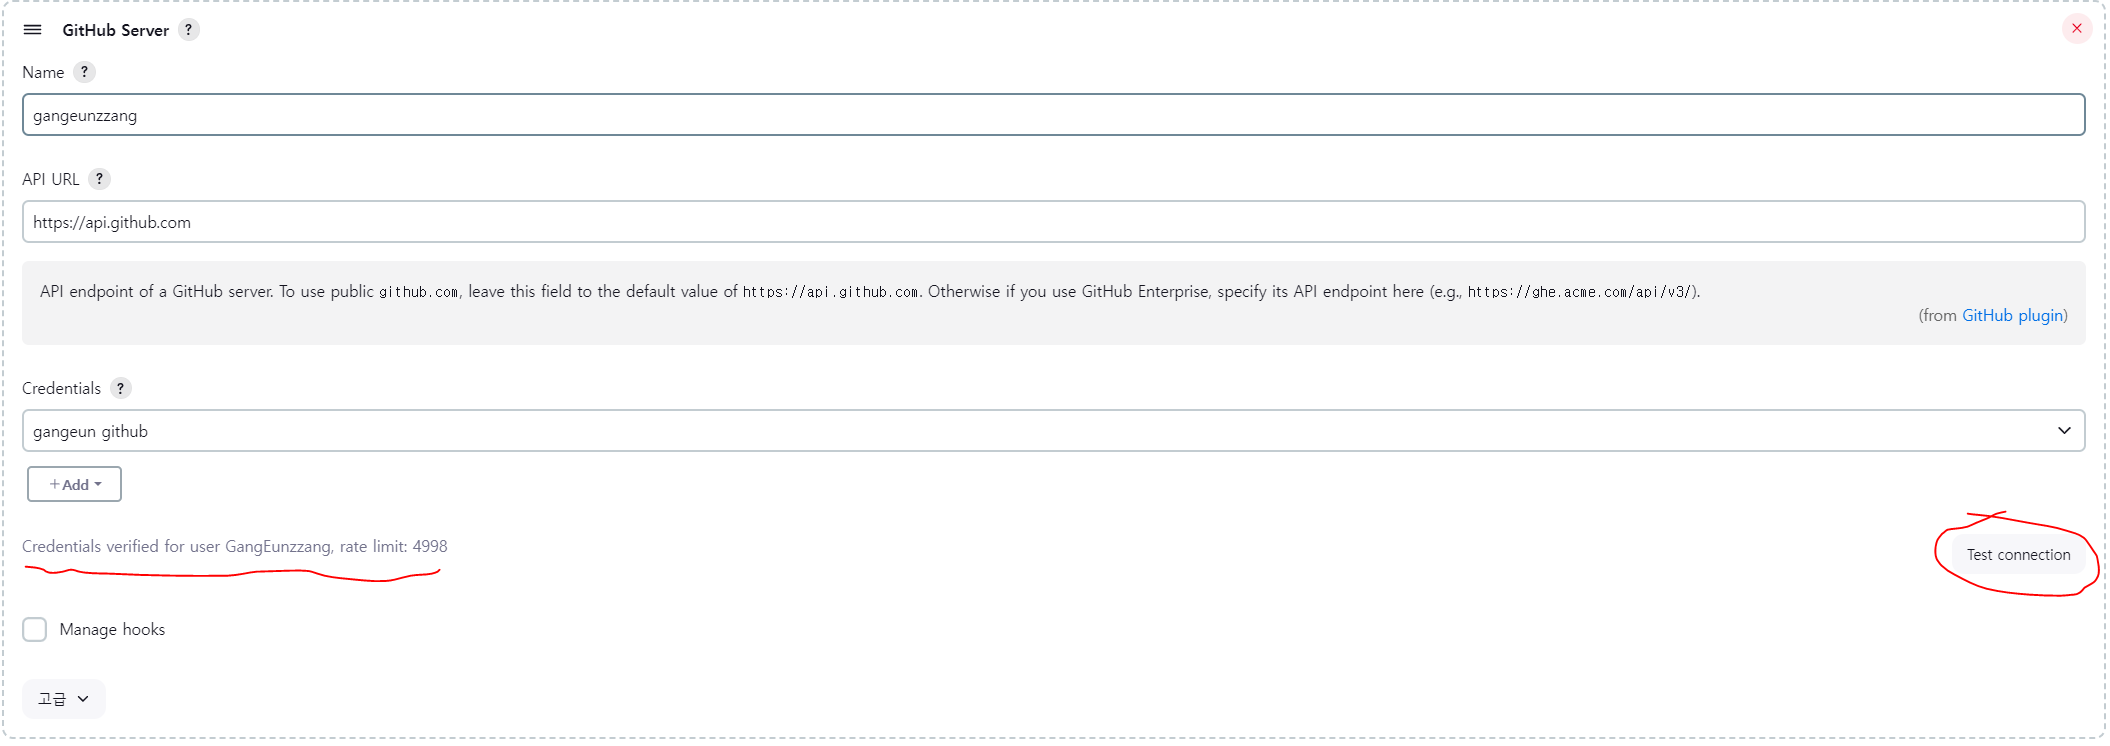 GitHub Server ?
Name ?
gangeunzzang
API URL ?
https://api.github.com
API endpoint of a GitHub server. To use public github.com, leave this field to the default value of https://api.github.com. Otherwise if you use GitHub Enterprise, specify its API endpoint here (e.g., https://ghe.acme.com/api/v3/).
(from GitHub plugin)
Credentials ?
gangeun github
+Add
Credentials verified for user GangEunzzang, rate limit: 4998
Test connection
Manage hooks
고급